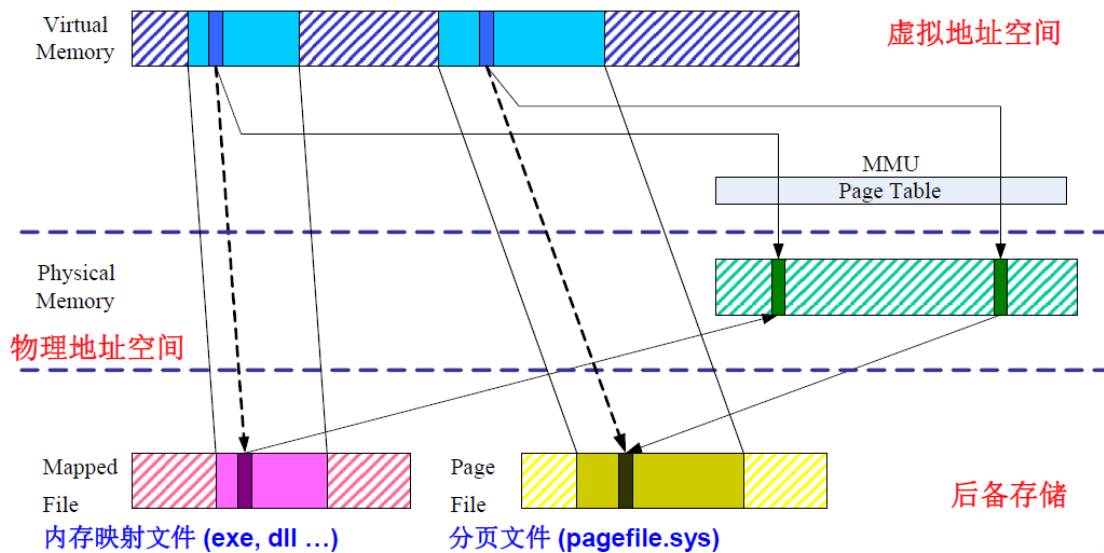 Virtual
Memory
虚拟地址空间
MMU
Page Table
Physical
Memory
物理地址空间
Mapped
File
Page
File
后备存储
内存映射文件 (exe, dll ...)
分页文件 (pagefile.sys)